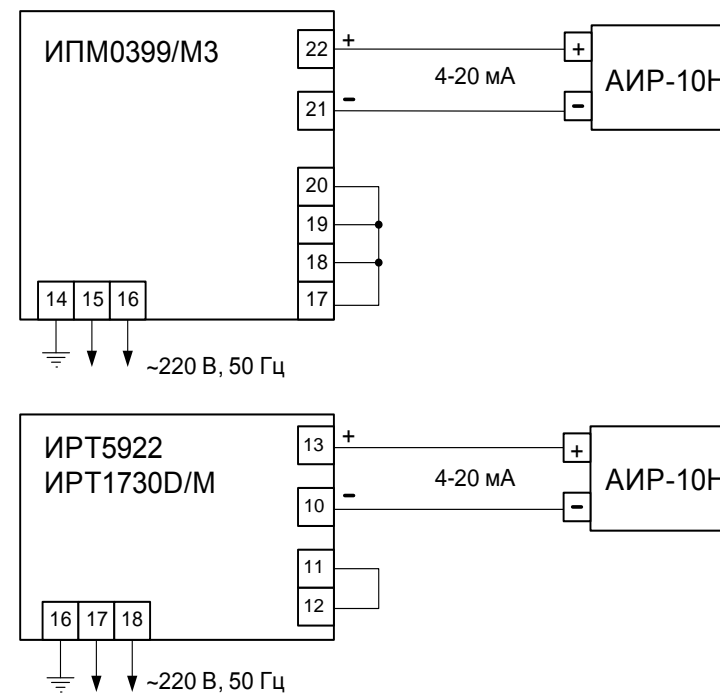 ИПМ0399/М3
22
+
+
4-20 мА
АИР-10Н
21
-
-
20
19
18
17
14 15 16
~220 В, 50 Гц
ИРТ5922
13
+
+
ИРТ1730D/М
4-20 мА
АИР-10Н
10
-
-
11
12
16 17 18
~220 В, 50 Гц